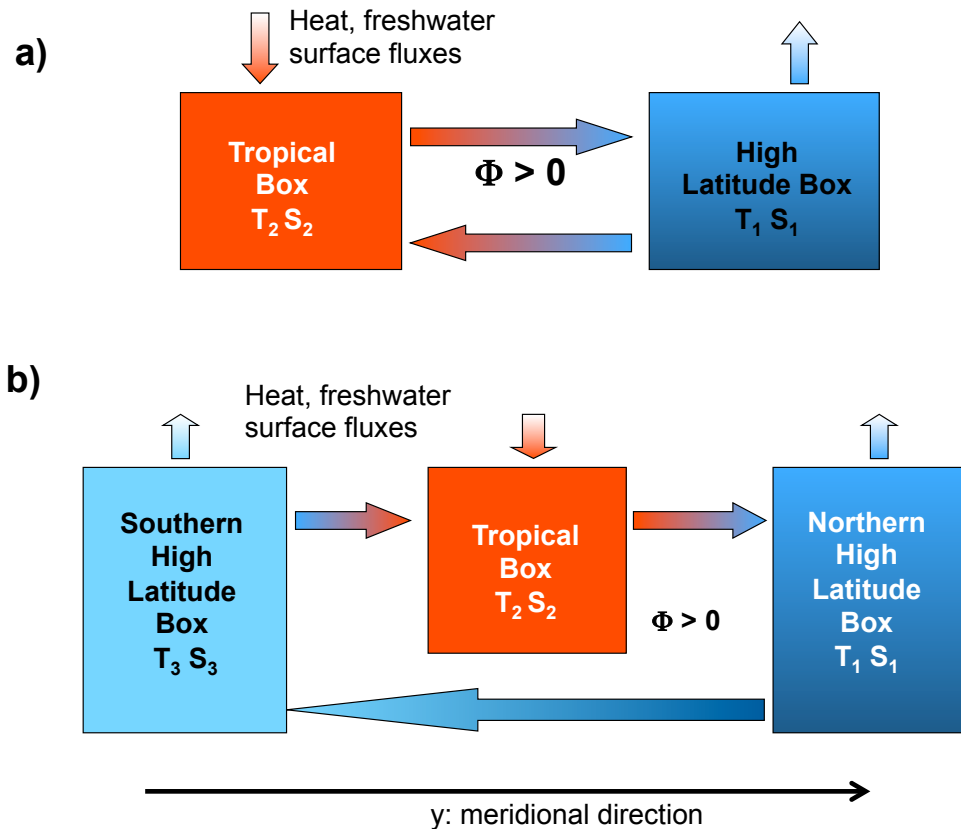 a)
Heat, freshwater
surface fluxes
Tropical
Box
T₂ S₂
Φ > 0
High
Latitude Box
T₁ S₁
b)
Heat, freshwater
surface fluxes
Southern
High
Latitude
Box
T₃ S₃
Tropical
Box
T₂ S₂
Φ > 0
Northern
High
Latitude
Box
T₁ S₁
y: meridional direction